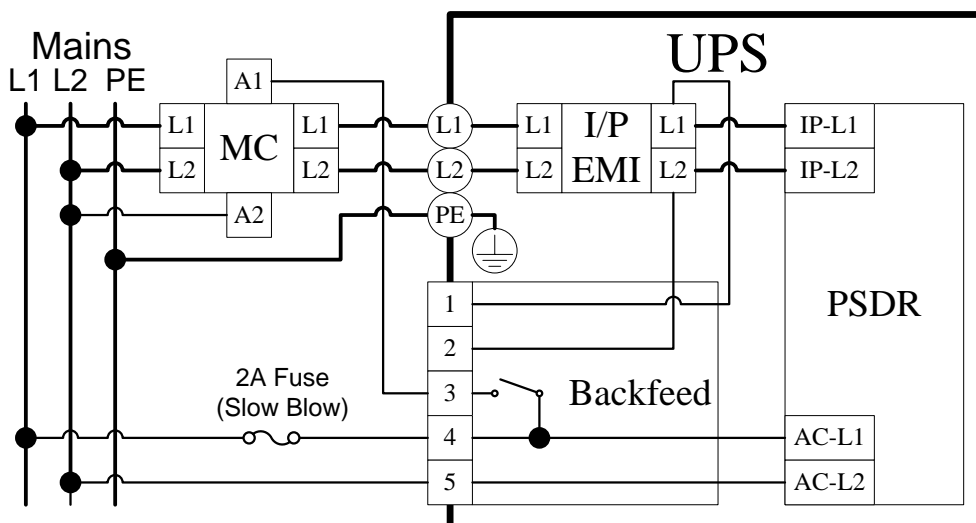 Mains
L1 L2 PE
UPS
A1
L1 L1
MC
L2 L2
A2
L1
L2
PE
L1 I/P L1
L2 EMI L2
IP-L1
IP-L2
PSDR
1
2
3
4
5
Backfeed
2A Fuse
(Slow Blow)
AC-L1
AC-L2